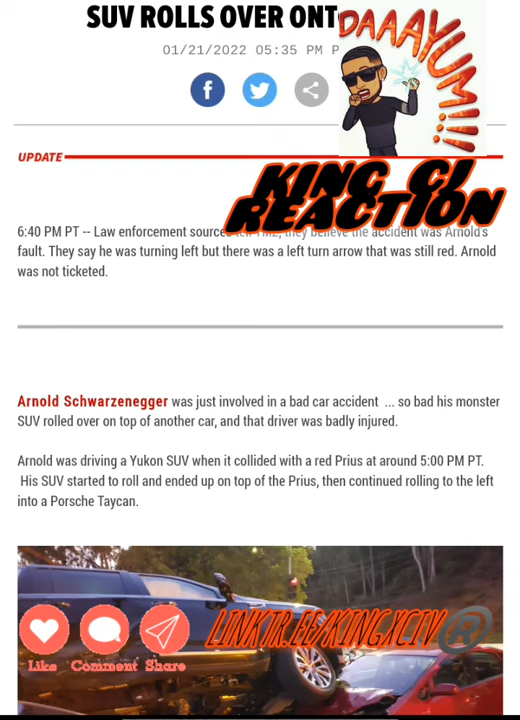 SUV ROLLS OVER ONT
01/21/2022 05:35 PM P
DAAAYUM!!!
UPDATE
KING CI
REACTION
6:40 PM PT -- Law enforcement sources tell TMZ, they believe the accident was Arnold's
fault. They say he was turning left but there was a left turn arrow that was still red. Arnold
was not ticketed.
Arnold Schwarzenegger was just involved in a bad car accident ... so bad his monster
SUV rolled over on top of another car, and that driver was badly injured.
Arnold was driving a Yukon SUV when it collided with a red Prius at around 5:00 PM PT.
His SUV started to roll and ended up on top of the Prius, then continued rolling to the left
into a Porsche Taycan.
LINKTR.EE/KINGXCIV®
Like Comment Share